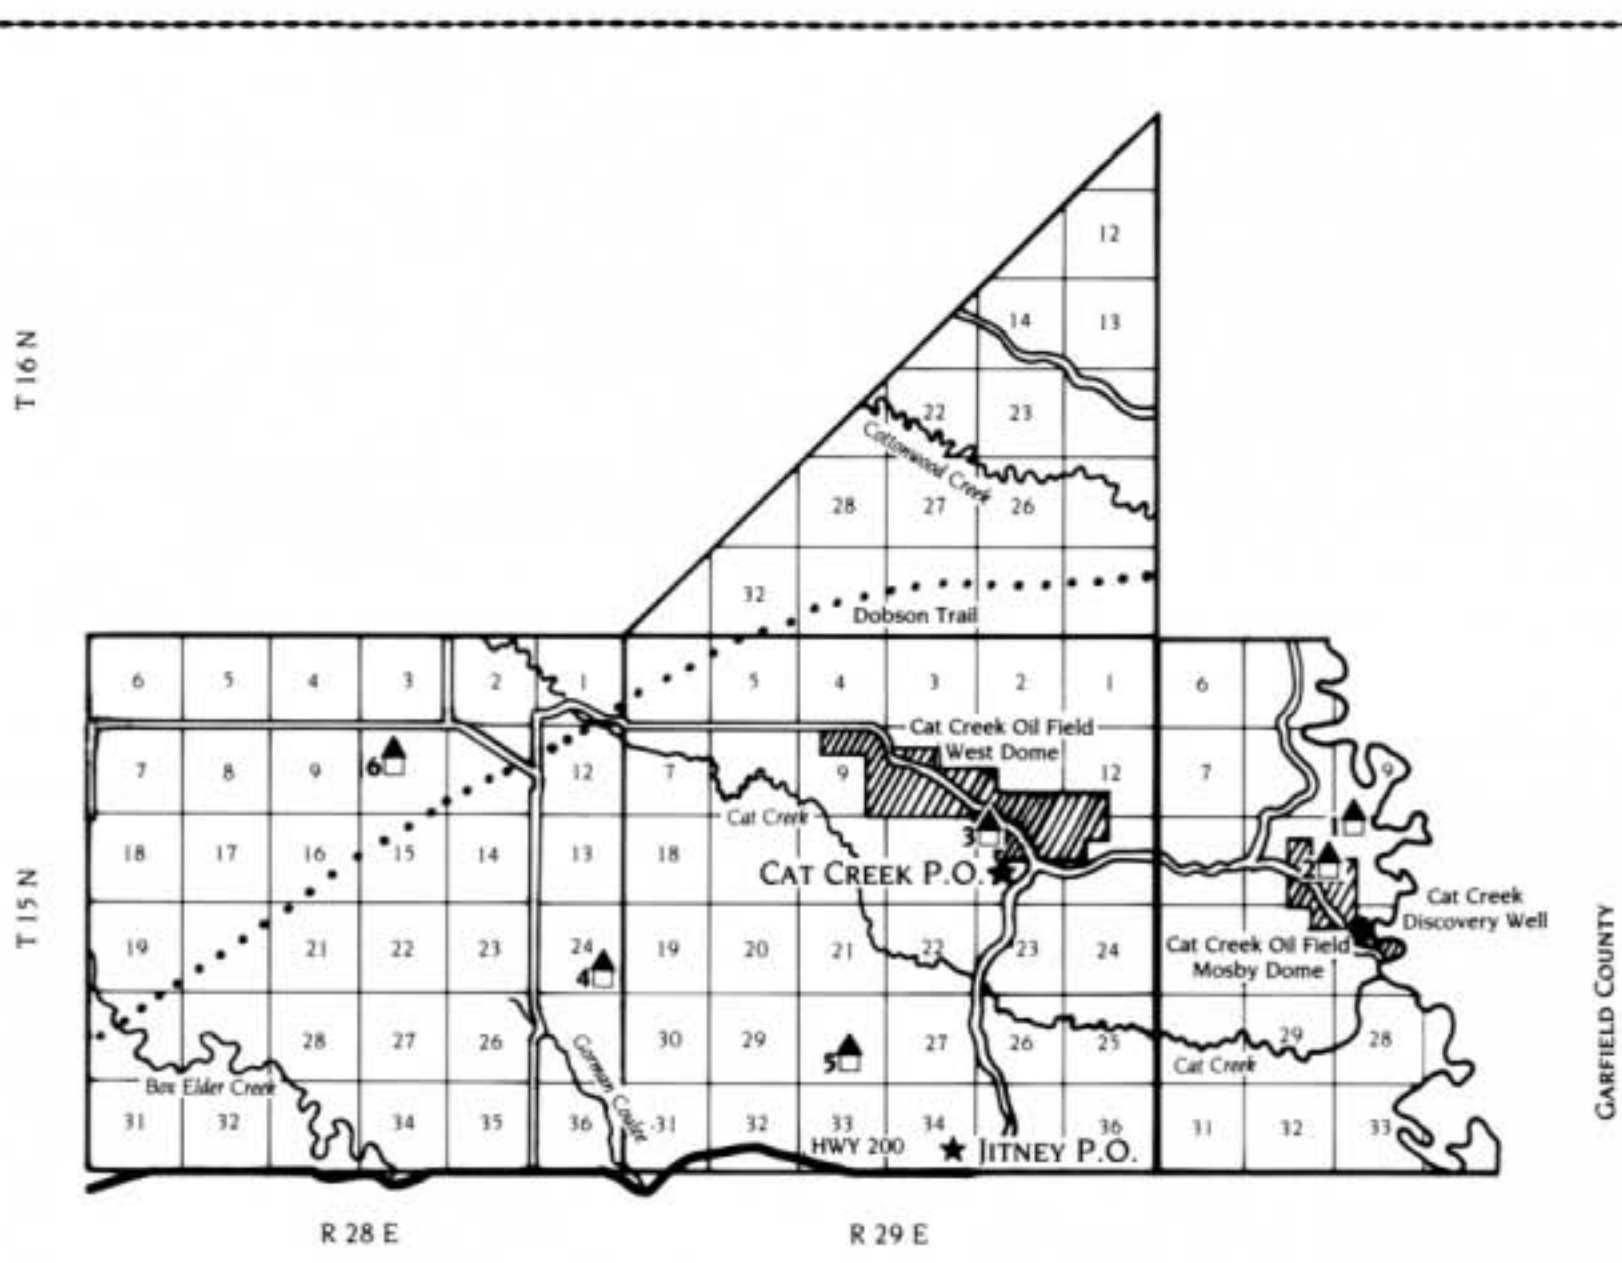 12
14 13
T 16 N
22 23
Cottonwood Creek
28 27 26
32
Dobson Trail
6 5 4 3 2 1 5 4 3 2 1 6
Cat Creek Oil Field
West Dome
7 8 9 6 12 7 9 12 7 9
Cat Creek
1
3
18 17 16 15 14 13 18
2
CAT CREEK P.O.
T 15 N
Cat Creek
Discovery Well
19 21 22 23 24 19 20 21 22 23 24
Cat Creek Oil Field
Mosby Dome
4
GARFIELD COUNTY
28 27 26 30 29 27 26 25 29 28
5
Gorman Coulee
Cat Creek
Box Elder Creek
31 32 34 35 36 31 32 33 34 36 31 32 33
HWY 200
JITNEY P.O.
R 28 E R 29 E